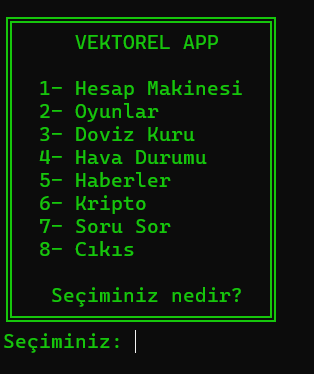 VEKTOREL APP
1- Hesap Makinesi
2- Oyunlar
3- Doviz Kuru
4- Hava Durumu
5- Haberler
6- Kripto
7- Soru Sor
8- Cıkıs
Seçiminiz nedir?
Seçiminiz: